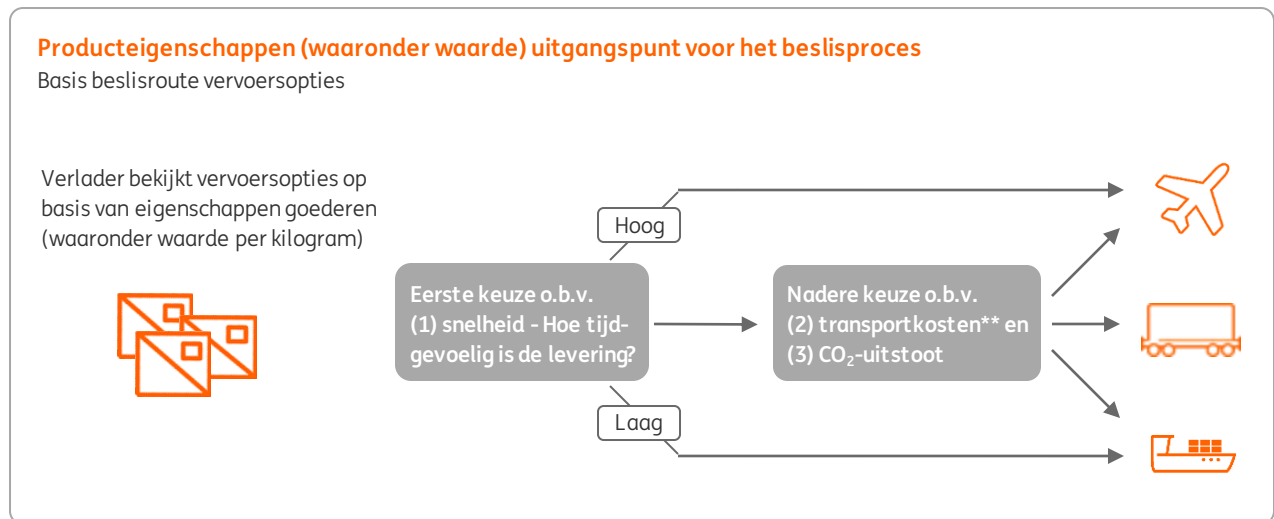 Producteigenschappen (waaronder waarde) uitgangspunt voor het beslisproces
Basis beslisroute vervoersopties
Verlader bekijkt vervoersopties op
basis van eigenschappen goederen
(waaronder waarde per kilogram)
Hoog
Eerste keuze o.b.v.
(1) snelheid - Hoe tijd-
gevoelig is de levering?
Nadere keuze o.b.v.
(2) transportkosten** en
(3) CO₂-uitstoot
Laag